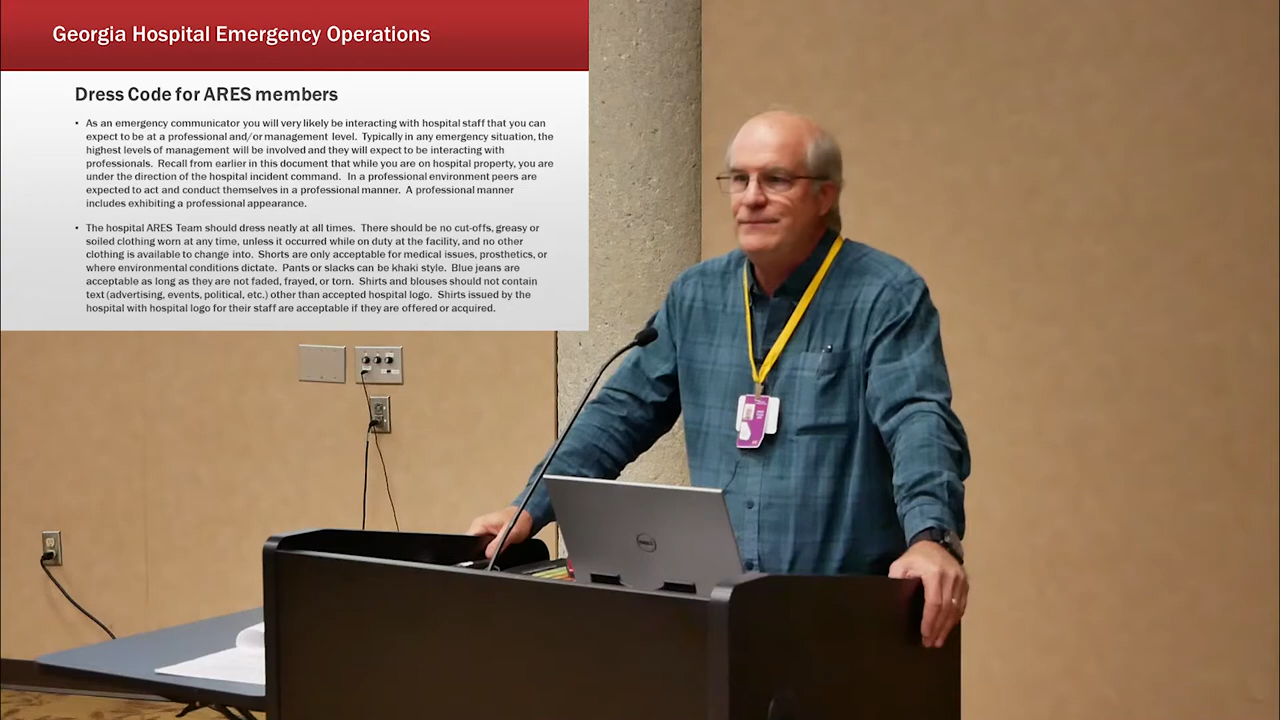 Georgia Hospital Emergency Operations
Dress Code for ARES members
• As an emergency communicator you will very likely be interacting with hospital staff that you can
expect to be at a professional and/or management level. Typically in any emergency situation, the
highest levels of management will be involved and they will expect to be interacting with
professionals. Recall from earlier in this document that while you are on hospital property, you are
under the direction of the hospital incident command. In a professional environment peers are
expected to act and conduct themselves in a professional manner. A professional manner
includes exhibiting a professional appearance.
• The hospital ARES Team should dress neatly at all times. There should be no cut-offs, greasy or
soiled clothing worn at any time, unless it occurred while on duty at the facility, and no other
clothing is available to change into. Shorts are only acceptable for medical issues, prosthetics, or
where environmental conditions dictate. Pants or slacks can be khaki style. Blue jeans are
acceptable as long as they are not faded, frayed, or torn. Shirts and blouses should not contain
text (advertising, events, political, etc.) other than accepted hospital logo. Shirts issued by the
hospital with hospital logo for their staff are acceptable if they are offered or acquired.
DELL